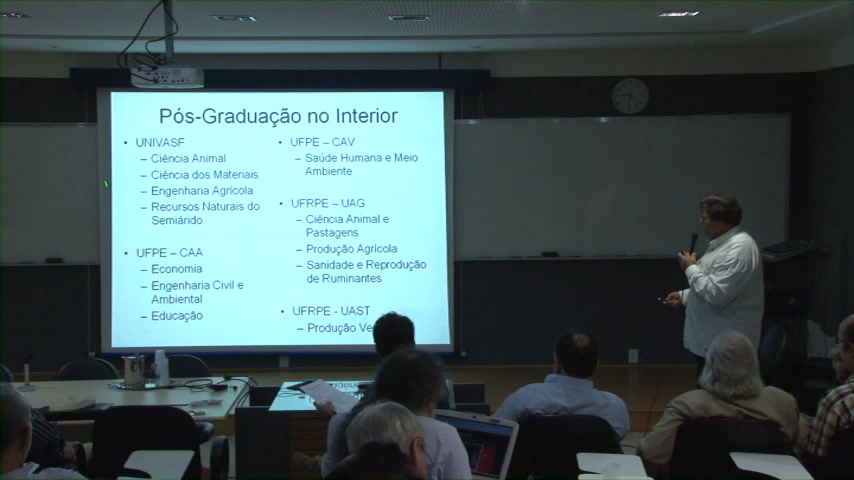 Pós-Graduação no Interior
• UNIVASF
– Ciência Animal
– Ciência dos Materiais
– Engenharia Agrícola
– Recursos Naturais do
Semiárido
• UFPE – CAA
– Economia
– Engenharia Civil e
Ambiental
– Educação
• UFPE – CAV
– Saúde Humana e Meio
Ambiente
• UFRPE – UAG
– Ciência Animal e
Pastagens
– Produção Agrícola
– Sanidade e Reprodução
de Ruminantes
• UFRPE - UAST
– Produção